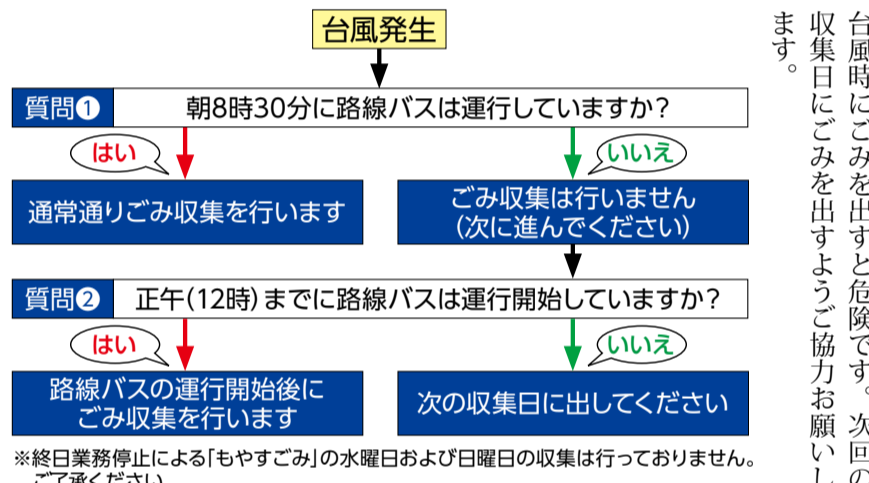 台風時にごみを出すと危険です。次回の
収集日にごみを出すようご協力お願いし
ます。
台風発生
質問❶ 朝8時30分に路線バスは運行していますか?
はい
いいえ
通常通りごみ収集を行います
ごみ収集は行いません
(次に進んでください)
質問❷ 正午(12時)までに路線バスは運行開始していますか?
はい
いいえ
路線バスの運行開始後に
ごみ収集を行います
次の収集日に出してください
※終日業務停止による「もやすごみ」の水曜日および日曜日の収集は行っておりません。
ご了承ください